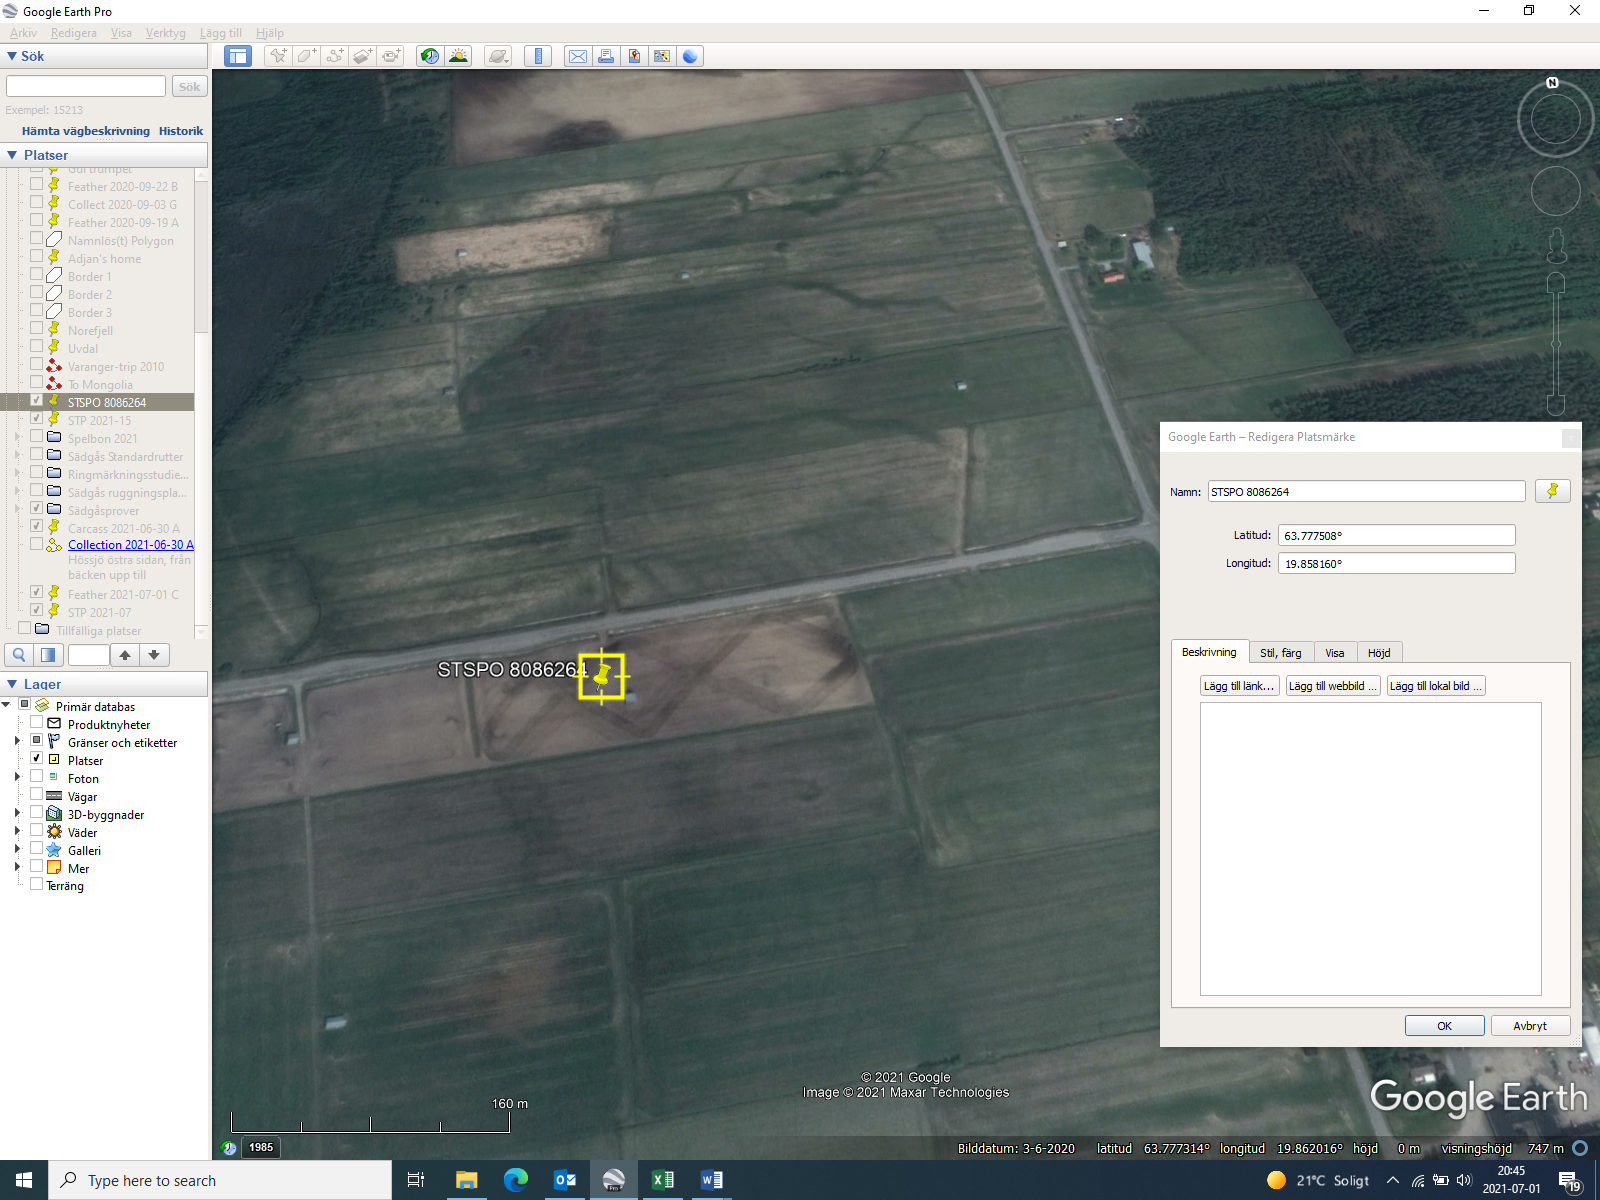 Google Earth Pro
Arkiv Redigera Visa Verktyg Lägg till Hjälp
Sök
Sök
Exempel: 15213
Hämta vägbeskrivning Historik
Platser
Gul trumpet
Feather 2020-09-22 B
Collect 2020-09-03 G
Feather 2020-09-19 A
Namnlös(t) Polygon
Adjan's home
Border 1
Border 2
Border 3
Norefjell
Uvdal
Varanger-trip 2010
To Mongolia
STSPO 8086264
STP 2021-15
Spelbon 2021
Sädgås Standardrutter
Ringmärkningsstudie...
Sädgås ruggningspla...
Sädgåsprover
Carcass 2021-06-30 A
Collection 2021-06-30 A
Hössjö östra sidan, från
bäcken upp till
Feather 2021-07-01 C
STP 2021-07
Tillfälliga platser
Lager
Primär databas
Produktnyheter
Gränser och etiketter
Platser
Foton
Vägar
3D-byggnader
Väder
Galleri
Mer
Terräng
N
STSPO 8086264
Google Earth – Redigera Platsmärke
Namn: STSPO 8086264
Latitud: 63.777508°
Longitud: 19.858160°
Beskrivning Stil, färg Visa Höjd
Lägg till länk... Lägg till webbild ... Lägg till lokal bild ...
OK Avbryt
© 2021 Google
Image © 2021 Maxar Technologies
Google Earth
160 m
1985
Bilddatum: 3-6-2020 latitud 63.777314° longitud 19.862016° höjd 0 m visningshöjd 747 m
Type here to search
21°C Soligt
20:45
2021-07-01
19